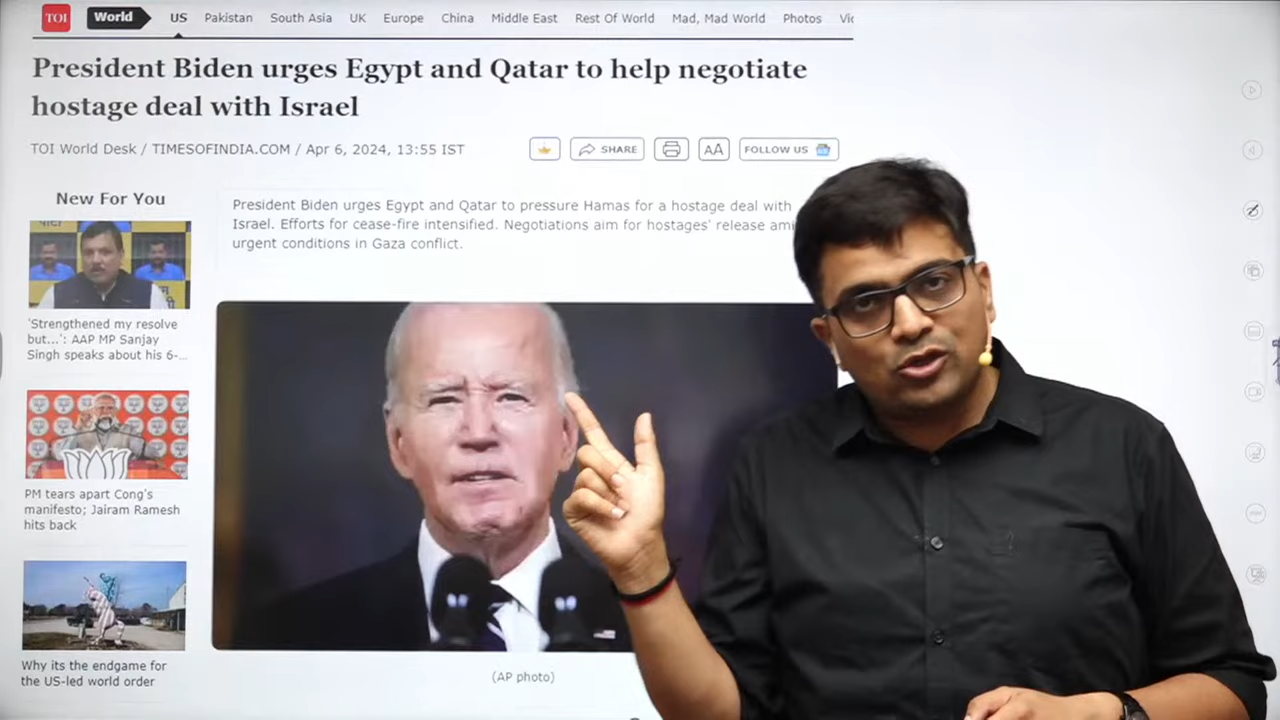 TOI World US Pakistan South Asia UK Europe China Middle East Rest Of World Mad, Mad World Photos
President Biden urges Egypt and Qatar to help negotiate
hostage deal with Israel
TOI World Desk / TIMESOFINDIA.COM / Apr 6, 2024, 13:55 IST
SHARE AA FOLLOW US
New For You
'Strengthened my resolve
but...': AAP MP Sanjay
Singh speaks about his 6-...
PM tears apart Cong's
manifesto; Jairam Ramesh
hits back
Why its the endgame for
the US-led world order
President Biden urges Egypt and Qatar to pressure Hamas for a hostage deal with
Israel. Efforts for cease-fire intensified. Negotiations aim for hostages' release
urgent conditions in Gaza conflict.
(AP photo)